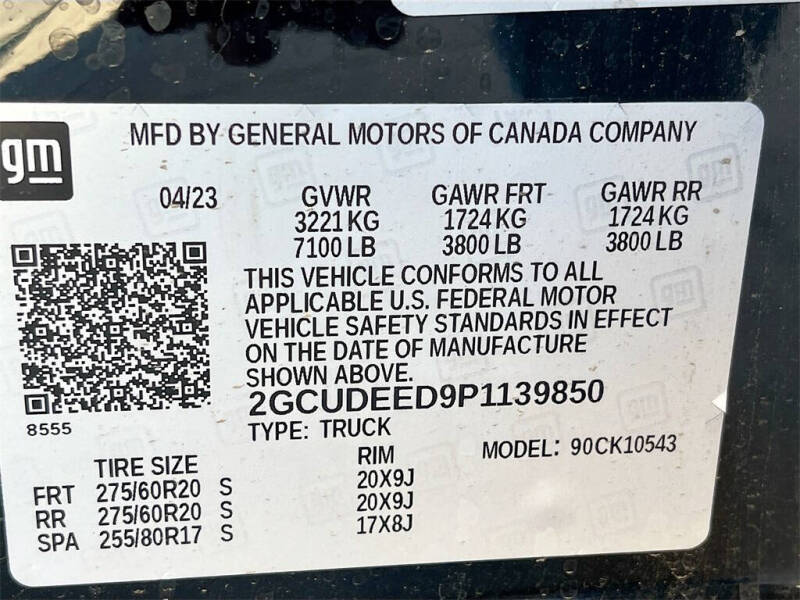 gm
MFD BY GENERAL MOTORS OF CANADA COMPANY
04/23 GVWR GAWR FRT GAWR RR
3221 KG 1724 KG 1724 KG
7100 LB 3800 LB 3800 LB
THIS VEHICLE CONFORMS TO ALL
APPLICABLE U.S. FEDERAL MOTOR
VEHICLE SAFETY STANDARDS IN EFFECT
ON THE DATE OF MANUFACTURE
SHOWN ABOVE.
2GCUDEED9P1139850
8555
TYPE: TRUCK
MODEL: 90CK10543
TIRE SIZE RIM
FRT 275/60R20 S 20X9J
RR 275/60R20 S 20X9J
SPA 255/80R17 S 17X8J